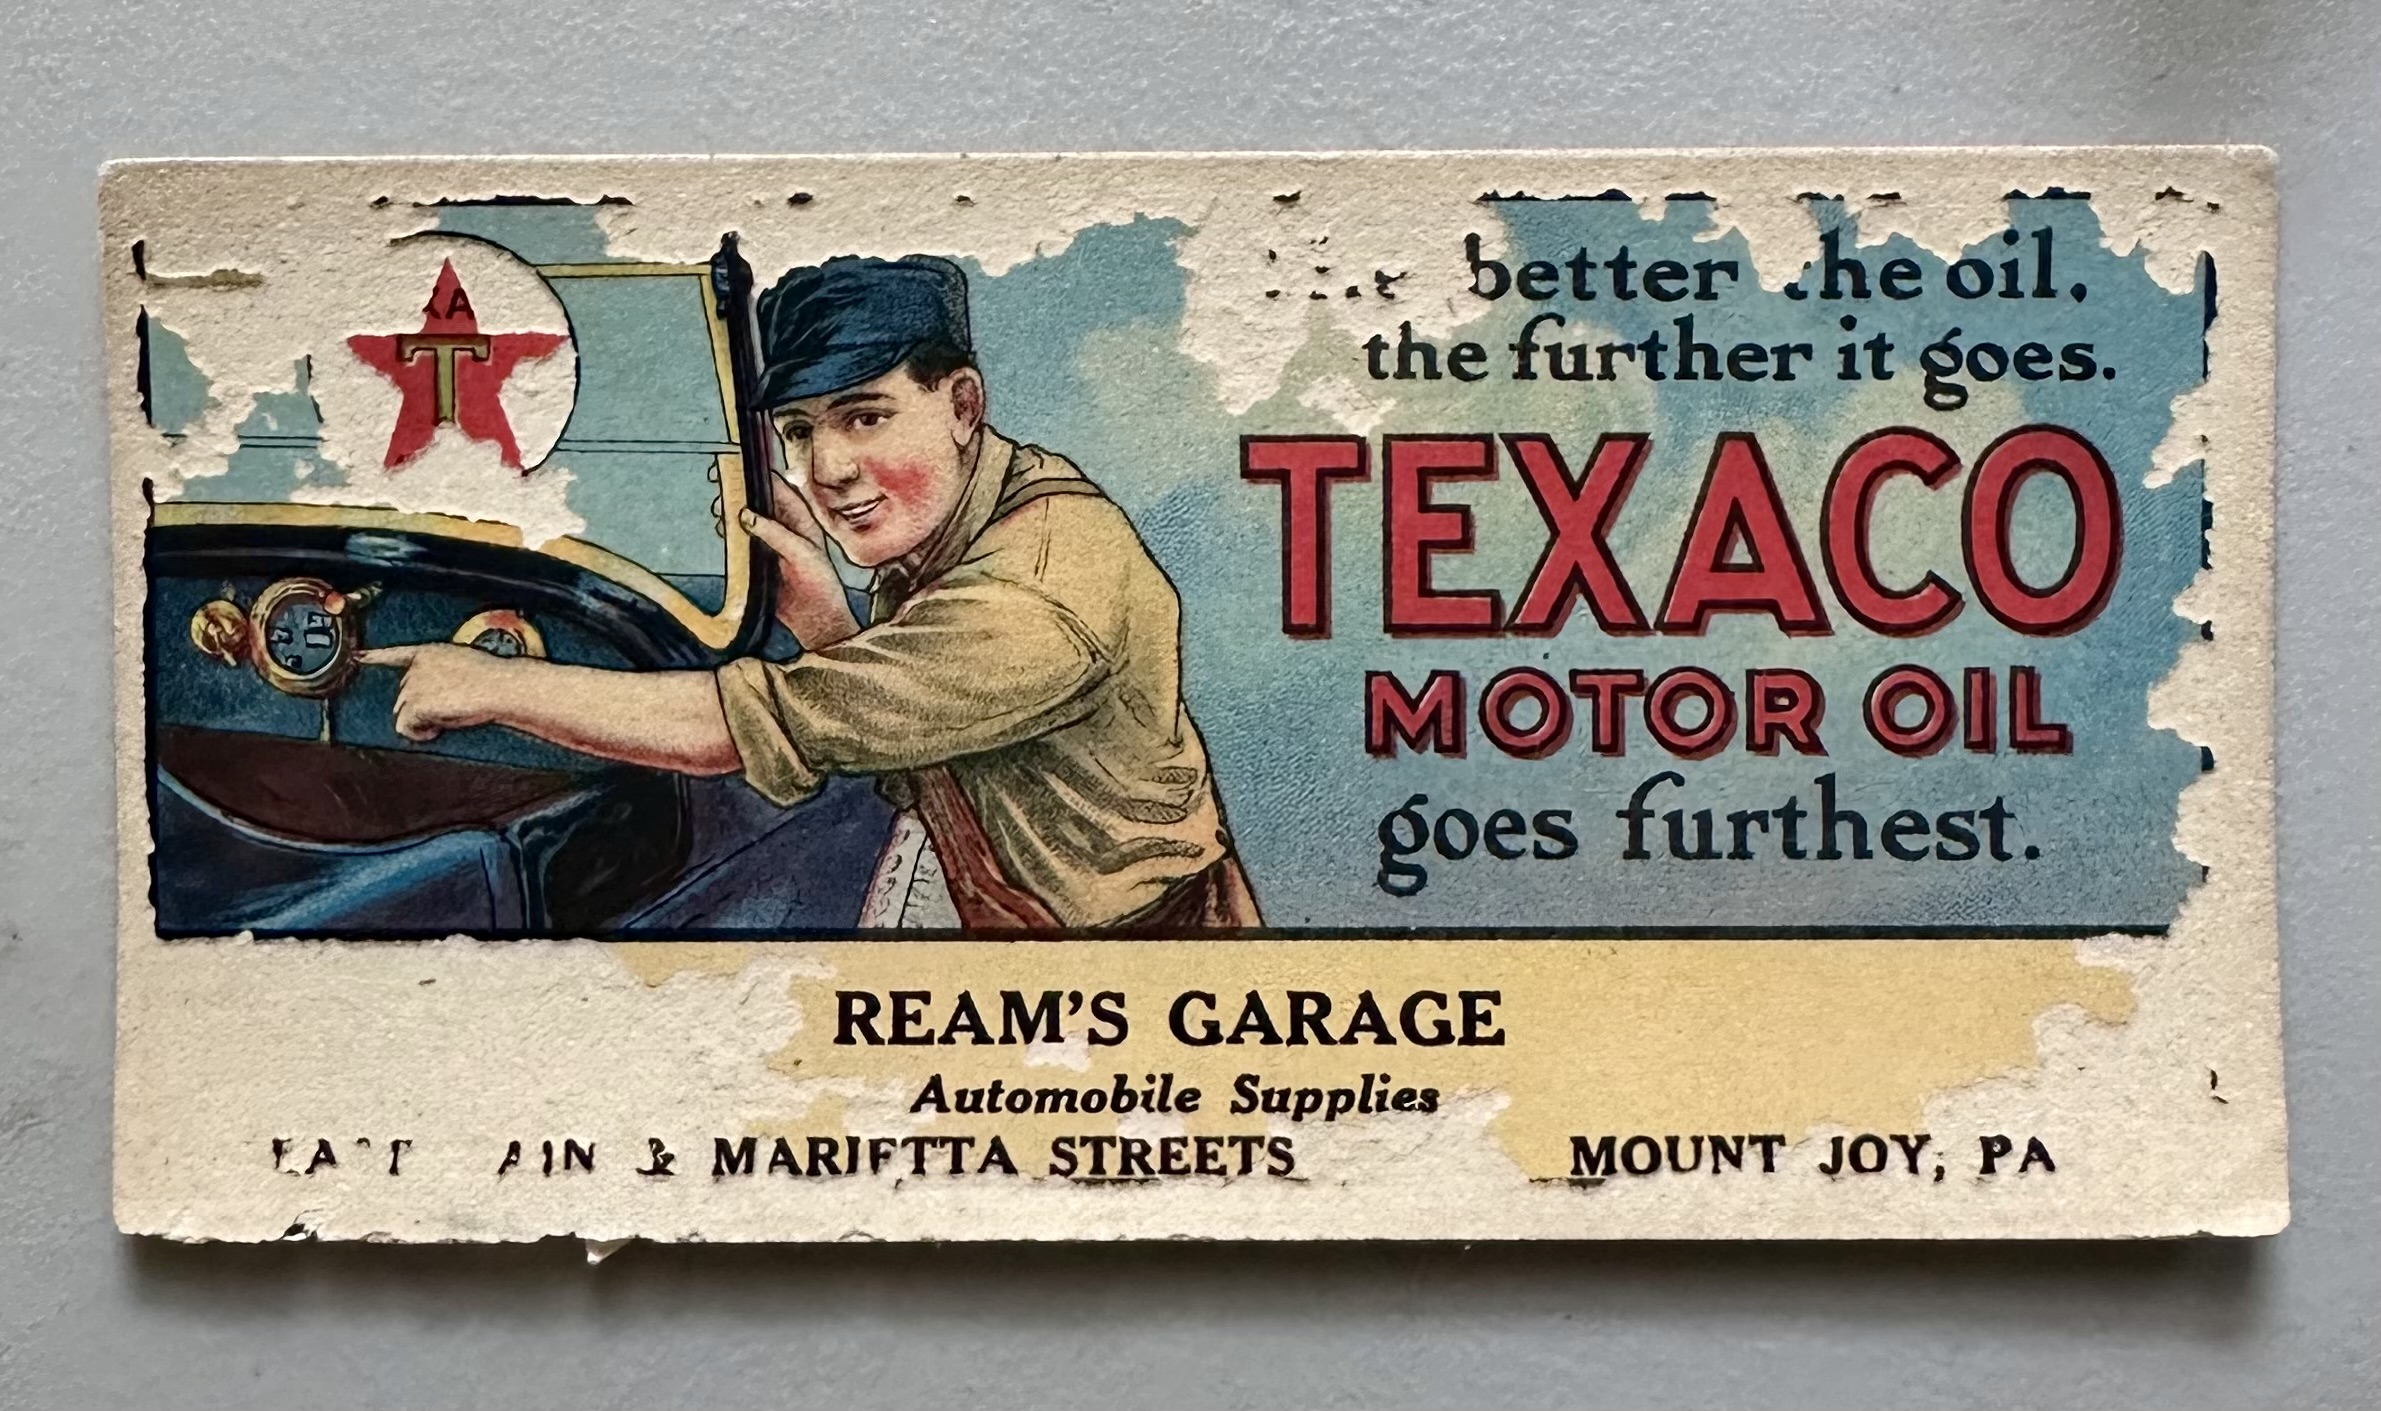 better the oil,
the further it goes.
TEXACO
MOTOR OIL
goes furthest.
T
REAM'S GARAGE
Automobile Supplies
& MARIETTA STREETS MOUNT JOY, PA